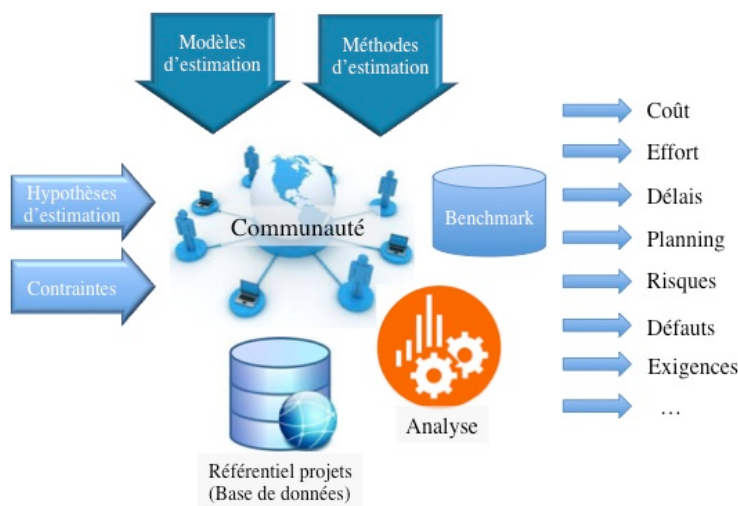 Modèles
d'estimation
Méthodes
d'estimation
Hypothèses
d'estimation
Contraintes
Communauté
Benchmark
Coût
Effort
Délais
Planning
Risques
Défauts
Exigences
…
Analyse
Référentiel projets
(Base de données)